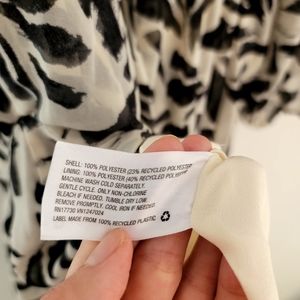 SHELL: 100% POLYESTER (23% RECYCLED POLYESTER
LINING: 100% POLYESTER (40% RECYCLED POLYESTER
MACHINE WASH COLD SEPARATELY.
GENTLE CYCLE. ONLY NON-CHLORINE
BLEACH IF NEEDED. TUMBLE DRY LOW.
REMOVE PROMPTLY. COOL IRON IF NEEDED.
RN17730 VN1247024
LABEL MADE FROM 100% RECYCLED PLASTIC